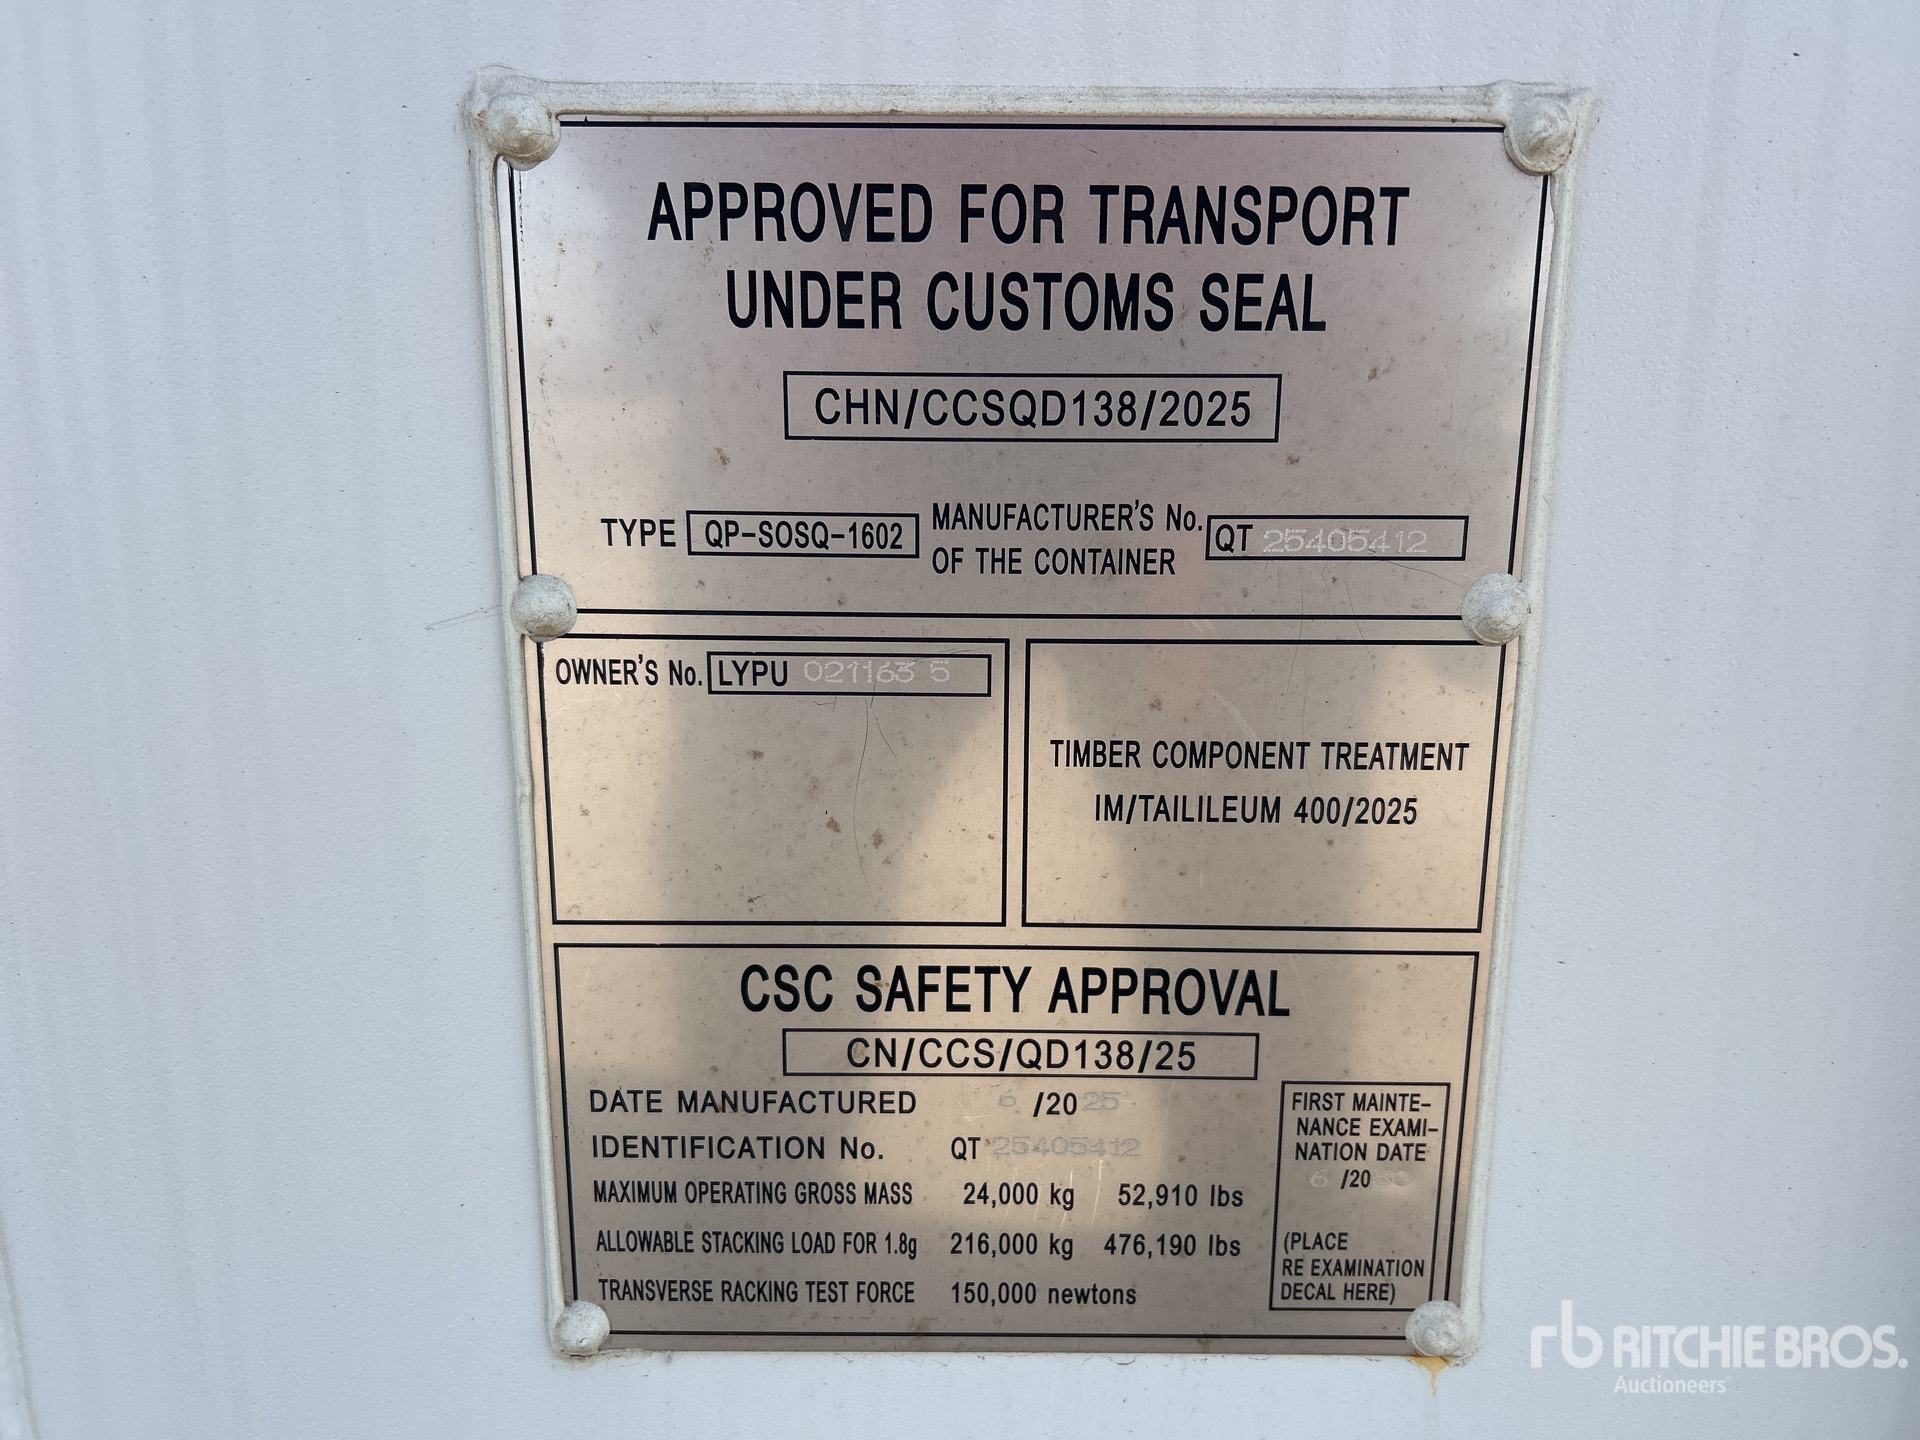 APPROVED FOR TRANSPORT
UNDER CUSTOMS SEAL
CHN/CCSQD138/2025
TYPE QP-SOSQ-1602 MANUFACTURER'S No. OF THE CONTAINER QT 25405412
OWNER'S No. LYPU 021163 5
TIMBER COMPONENT TREATMENT
IM/TAILILEUM 400/2025
CSC SAFETY APPROVAL
CN/CCS/QD138/25
DATE MANUFACTURED 6 /2025
IDENTIFICATION No. QT 25405412
MAXIMUM OPERATING GROSS MASS 24,000 kg 52,910 lbs
ALLOWABLE STACKING LOAD FOR 1.8g 216,000 kg 476,190 lbs
TRANSVERSE RACKING TEST FORCE 150,000 newtons
FIRST MAINTE-
NANCE EXAMI-
NATION DATE
6 /2030
(PLACE
RE EXAMINATION
DECAL HERE)
rb RITCHIE BROS.
Auctioneers